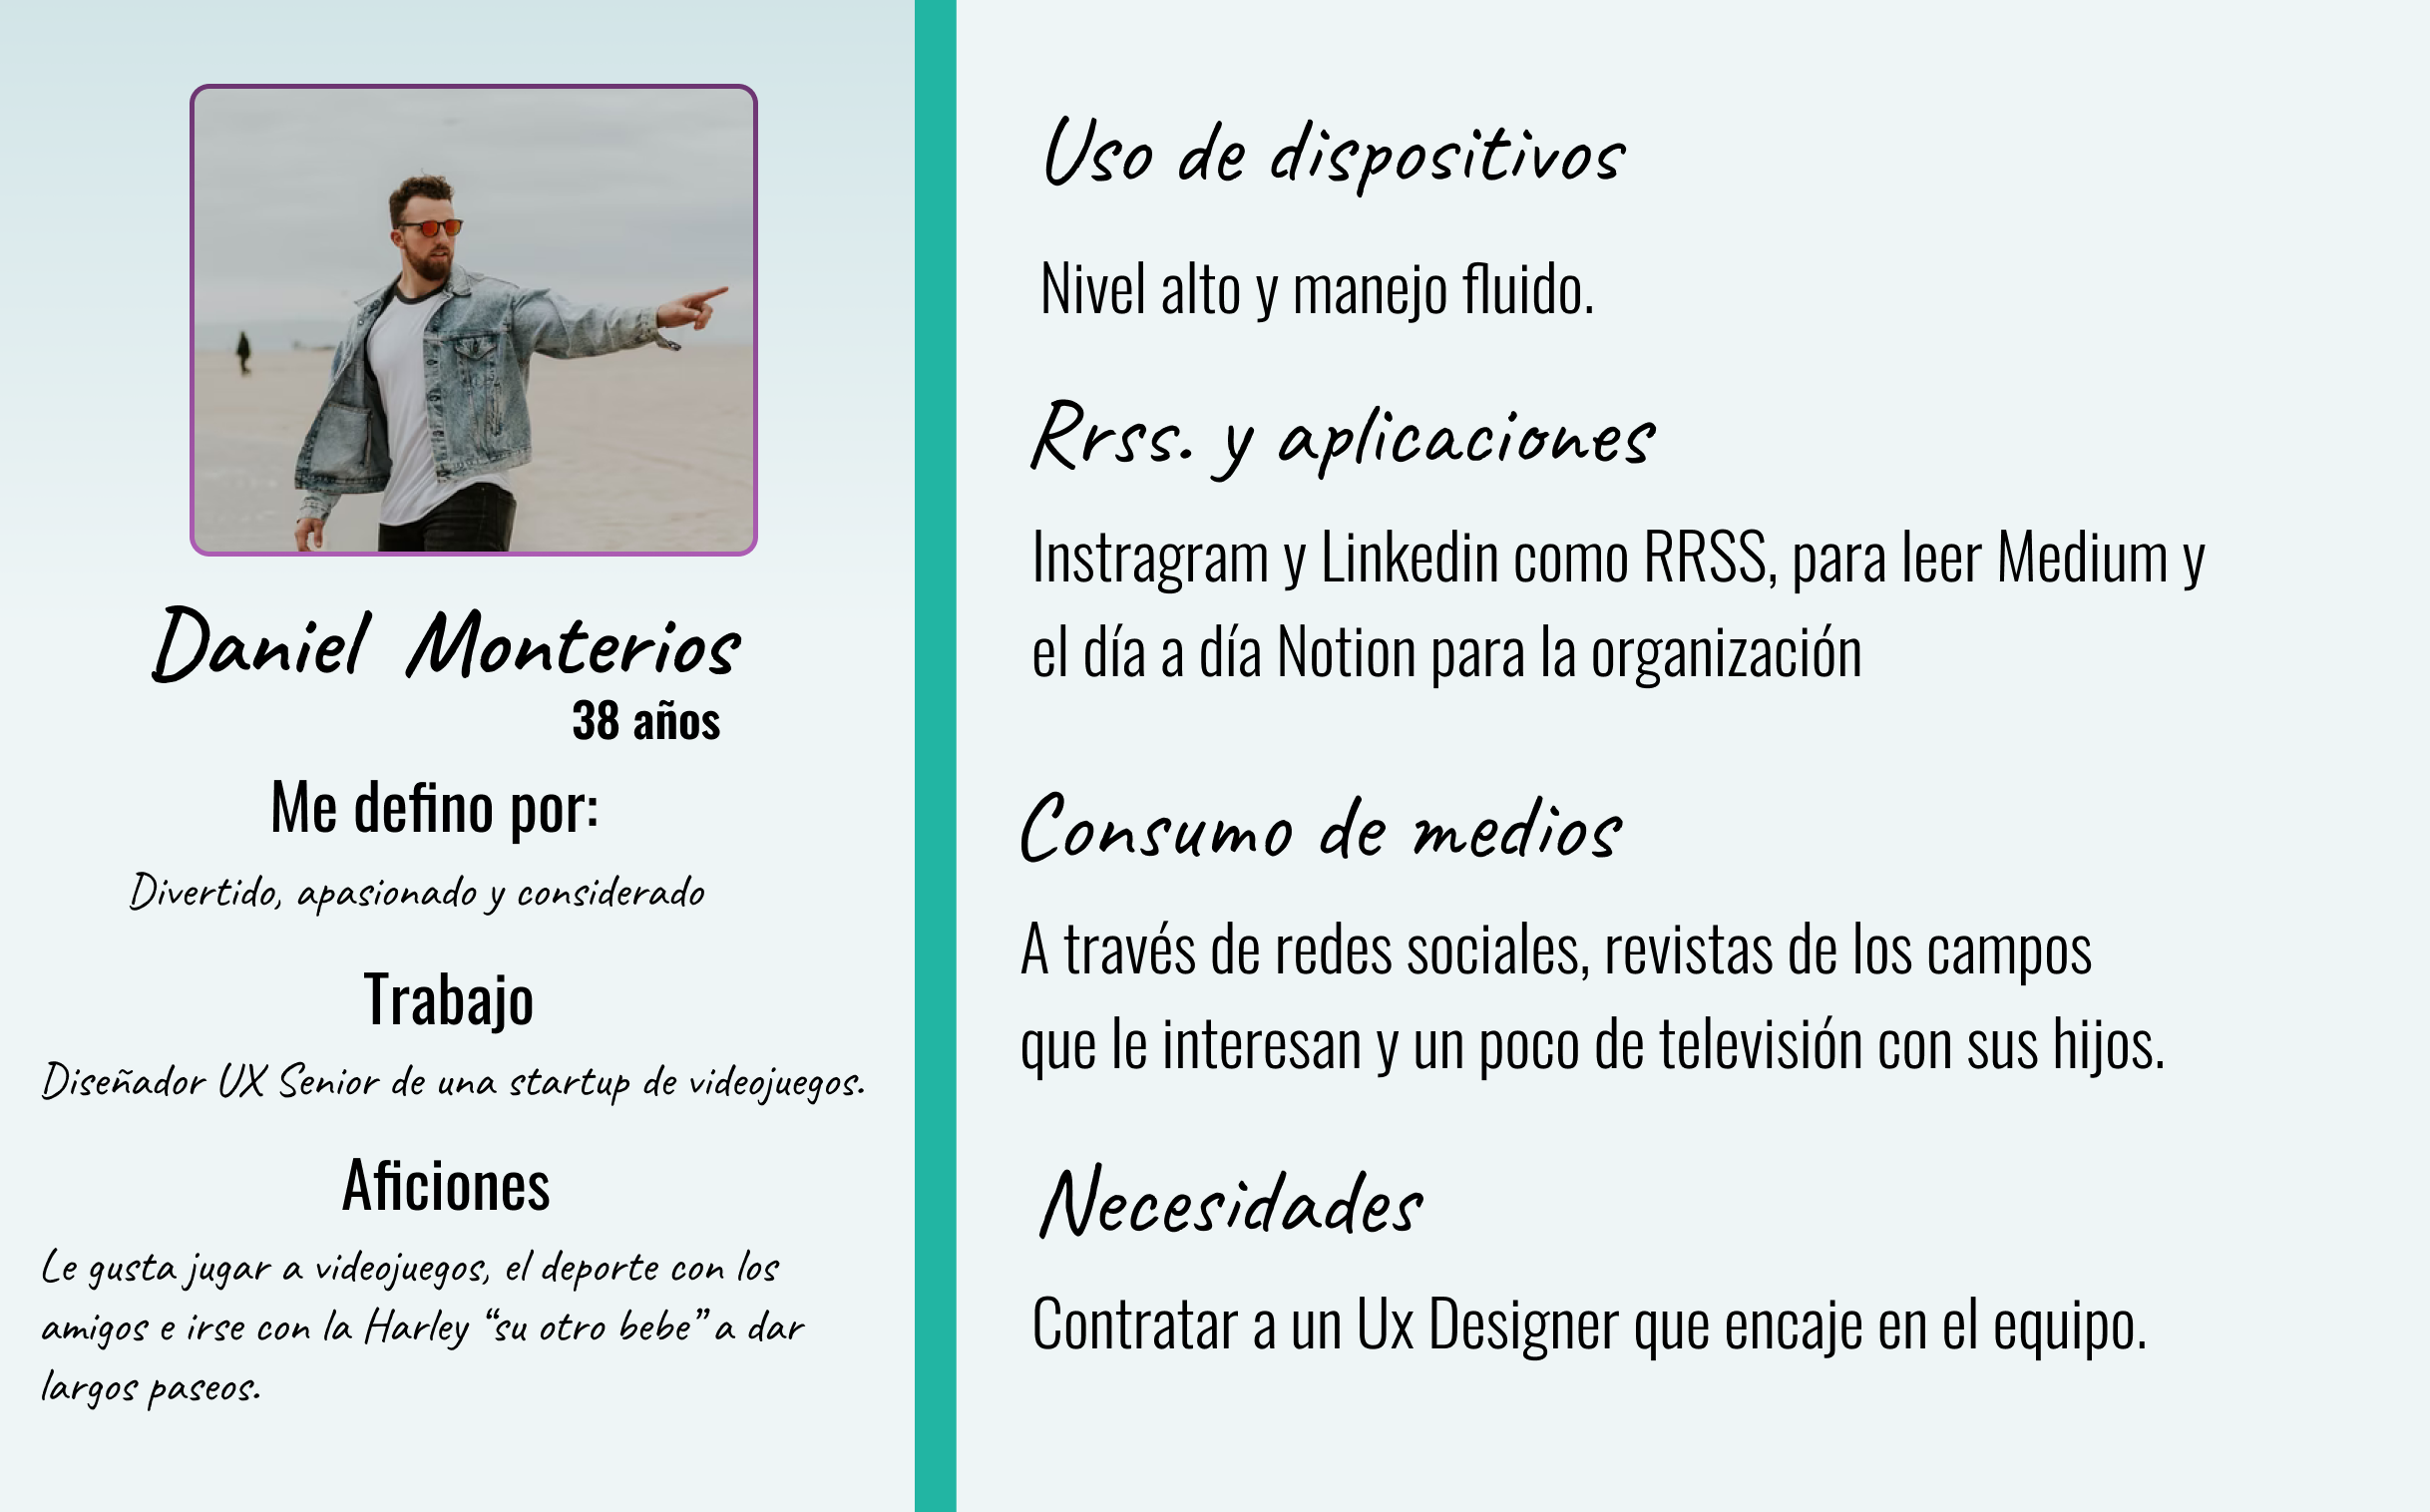 Daniel Monterios
38 años
Me defino por:
Divertido, apasionado y considerado
Trabajo
Diseñador UX Senior de una startup de videojuegos.
Aficiones
Le gusta jugar a videojuegos, el deporte con los
amigos e irse con la Harley “su otro bebe” a dar
largos paseos.
Uso de dispositivos
Nivel alto y manejo fluido.
Rrss. y aplicaciones
Instragram y Linkedin como RRSS, para leer Medium y
el día a día Notion para la organización
Consumo de medios
A través de redes sociales, revistas de los campos
que le interesan y un poco de televisión con sus hijos.
Necesidades
Contratar a un Ux Designer que encaje en el equipo.